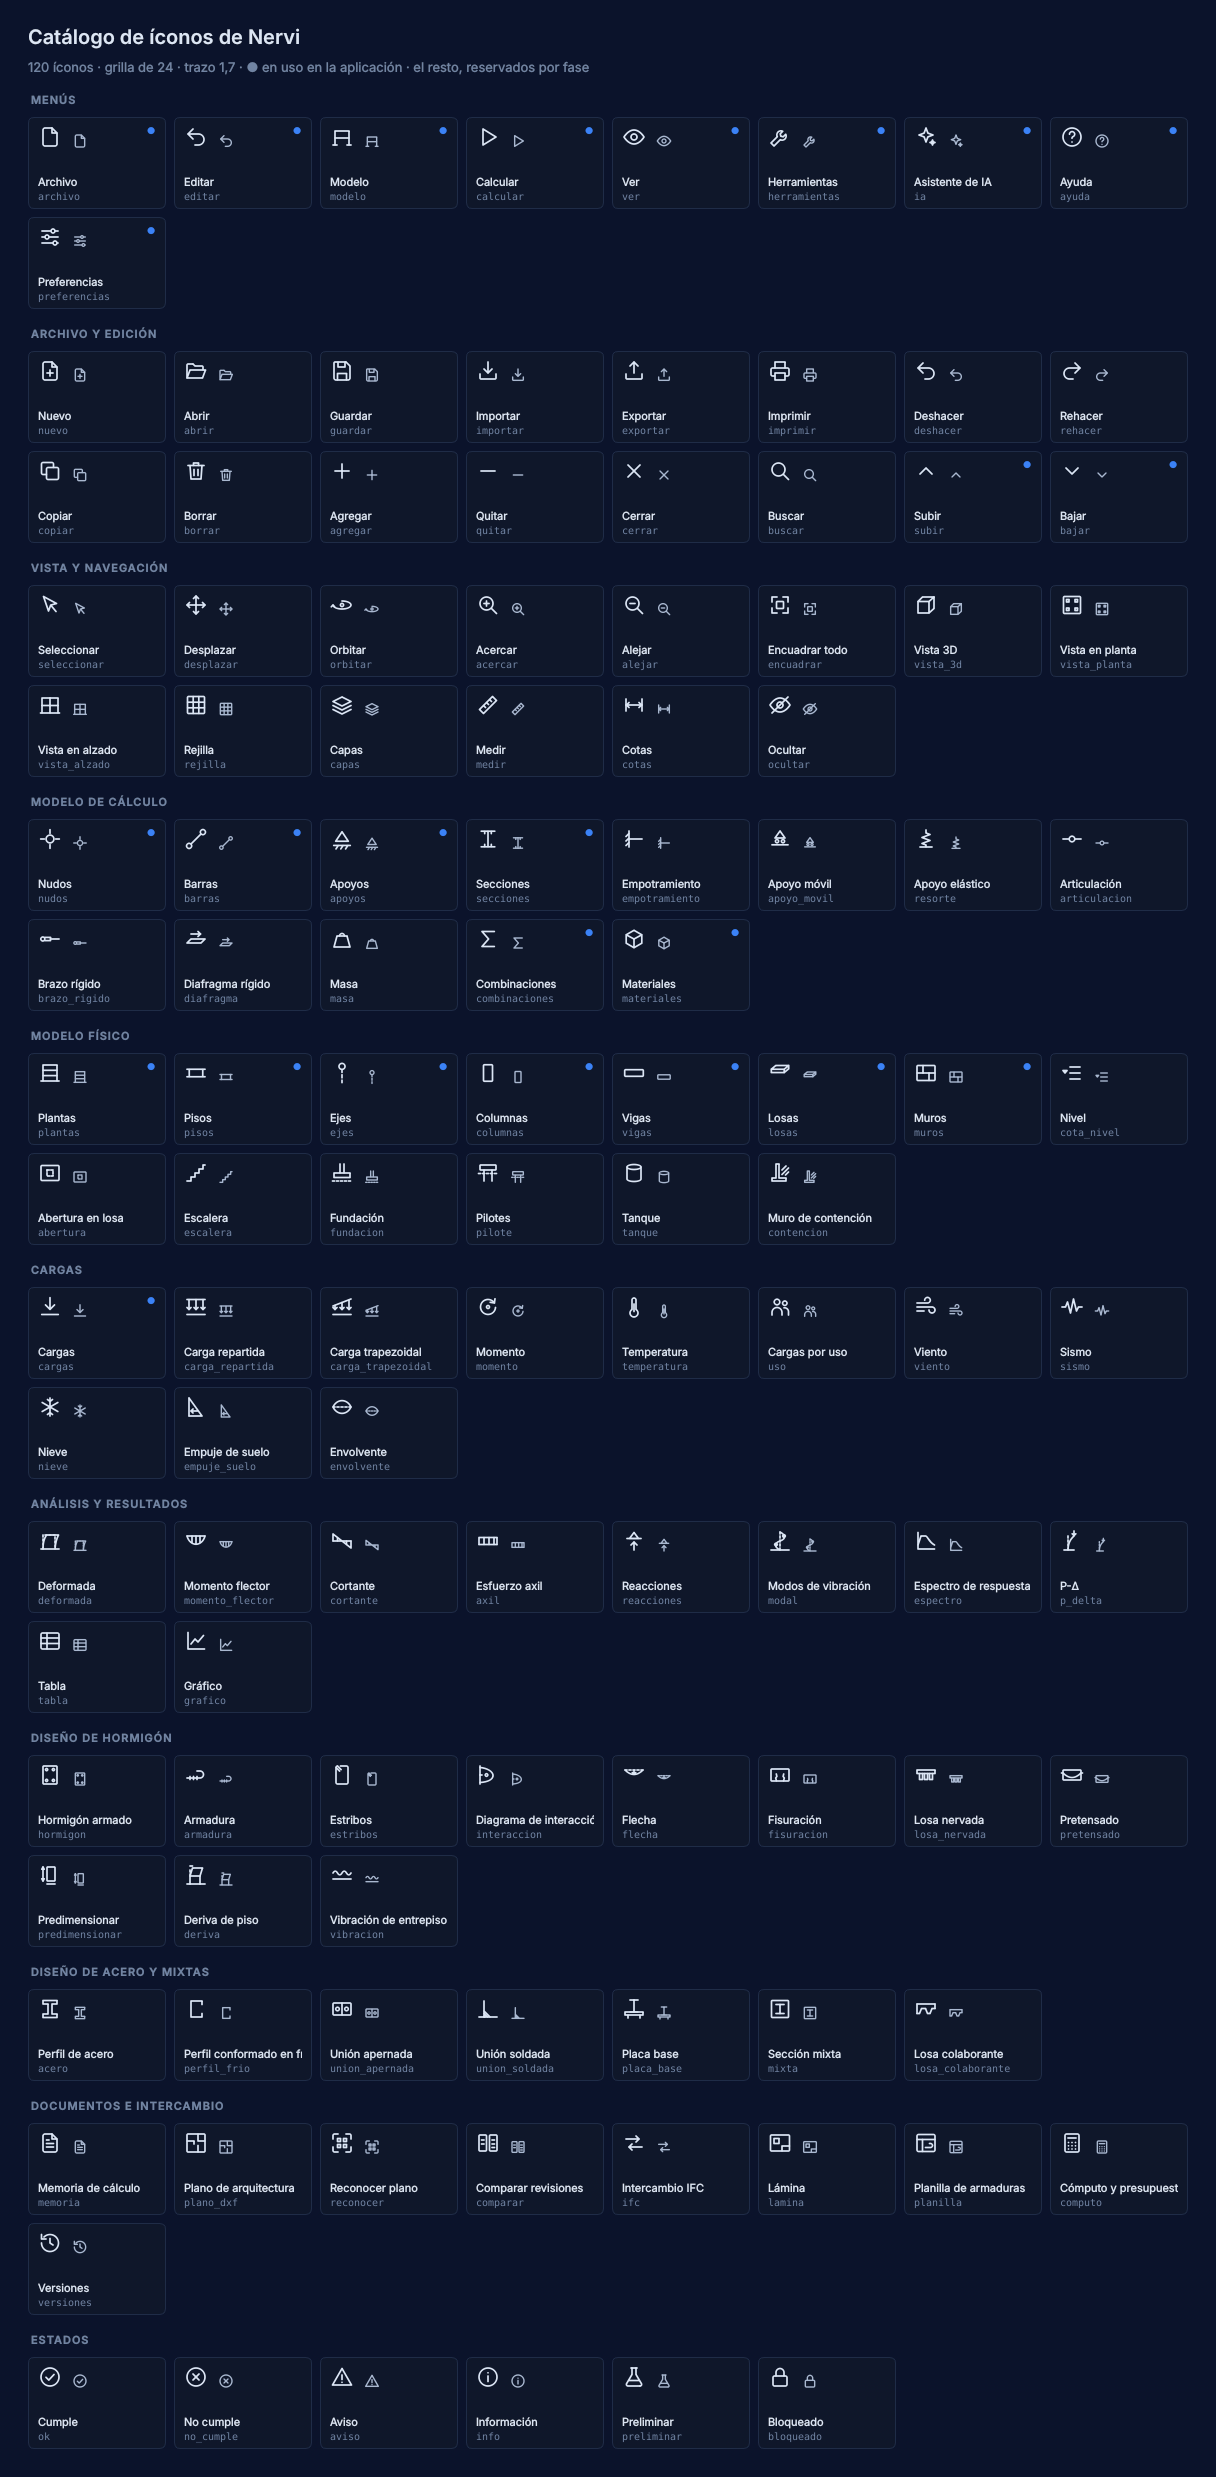 Catálogo de íconos de Nervi
120 íconos · grilla de 24 · trazo 1,7 · ● en uso en la aplicación · el resto, reservados por fase
MENÚS
Archivo Editar Modelo Calcular Ver Herramientas Asistente de IA Ayuda
archivo editar modelo calcular ver herramientas ia ayuda
Preferencias
preferencias
ARCHIVO Y EDICIÓN
Nuevo Abrir Guardar Importar Exportar Imprimir Deshacer Rehacer
nuevo abrir guardar importar exportar imprimir deshacer rehacer
Copiar Borrar Agregar Quitar Cerrar Buscar Subir Bajar
copiar borrar agregar quitar cerrar buscar subir bajar
VISTA Y NAVEGACIÓN
Seleccionar Desplazar Orbitar Acercar Alejar Encuadrar todo Vista 3D Vista en planta
seleccionar desplazar orbitar acercar alejar encuadrar vista_3d vista_planta
Vista en alzado Rejilla Capas Medir Cotas Ocultar
vista_alzado rejilla capas medir cotas ocultar
MODELO DE CÁLCULO
Nudos Barras Apoyos Secciones Empotramiento Apoyo móvil Apoyo elástico Articulación
nudos barras apoyos secciones empotramiento apoyo_movil resorte articulacion
Brazo rígido Diafragma rígido Masa Combinaciones Materiales
brazo_rigido diafragma masa combinaciones materiales
MODELO FÍSICO
Plantas Pisos Ejes Columnas Vigas Losas Muros Nivel
plantas pisos ejes columnas vigas losas muros cota_nivel
Abertura en losa Escalera Fundación Pilotes Tanque Muro de contención
abertura escalera fundacion pilote tanque contencion
CARGAS
Cargas Carga repartida Carga trapezoidal Momento Temperatura Cargas por uso Viento Sismo
cargas carga_repartida carga_trapezoidal momento temperatura uso viento sismo
Nieve Empuje de suelo Envolvente
nieve empuje_suelo envolvente
ANÁLISIS Y RESULTADOS
Deformada Momento flector Cortante Esfuerzo axil Reacciones Modos de vibración Espectro de respuesta P-Δ
deformada momento_flector cortante axil reacciones modal espectro p_delta
Tabla Gráfico
tabla grafico
DISEÑO DE HORMIGÓN
Hormigón armado Armadura Estribos Diagrama de interacció Flecha Fisuración Losa nervada Pretensado
hormigon armadura estribos interaccion flecha fisuracion losa_nervada pretensado
Predimensionar Deriva de piso Vibración de entrepiso
predimensionar deriva vibracion
DISEÑO DE ACERO Y MIXTAS
Perfil de acero Perfil conformado en fr Unión apernada Unión soldada Placa base Sección mixta Losa colaborante
acero perfil_frio union_apernada union_soldada placa_base mixta losa_colaborante
DOCUMENTOS E INTERCAMBIO
Memoria de cálculo Plano de arquitectura Reconocer plano Comparar revisiones Intercambio IFC Lámina Planilla de armaduras Cómputo y presupuest
memoria plano_dxf reconocer comparar ifc lamina planilla computo
Versiones
versiones
ESTADOS
Cumple No cumple Aviso Información Preliminar Bloqueado
ok no_cumple aviso info preliminar bloqueado